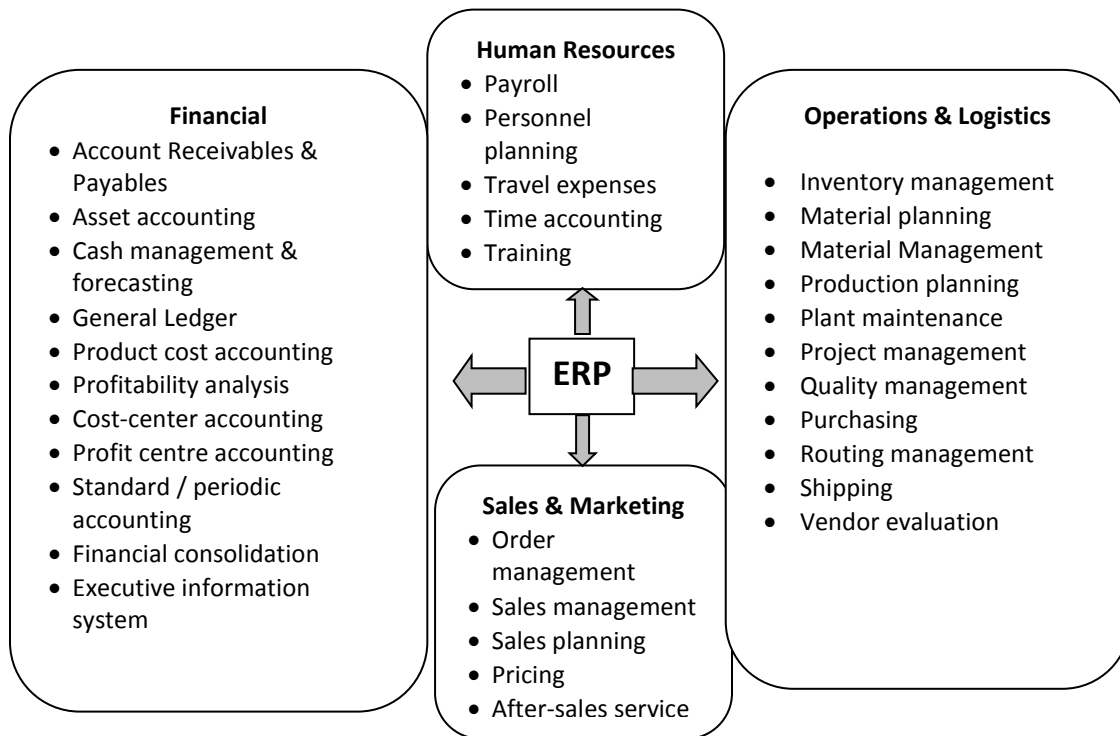 Human Resources
• Payroll
• Personnel
planning
• Travel expenses
• Time accounting
• Training
Financial
• Account Receivables &
Payables
• Asset accounting
• Cash management &
forecasting
• General Ledger
• Product cost accounting
• Profitability analysis
• Cost-center accounting
• Profit centre accounting
• Standard / periodic
accounting
• Financial consolidation
• Executive information
system
ERP
Operations & Logistics
• Inventory management
• Material planning
• Material Management
• Production planning
• Plant maintenance
• Project management
• Quality management
• Purchasing
• Routing management
• Shipping
• Vendor evaluation
Sales & Marketing
• Order
management
• Sales management
• Sales planning
• Pricing
• After-sales service